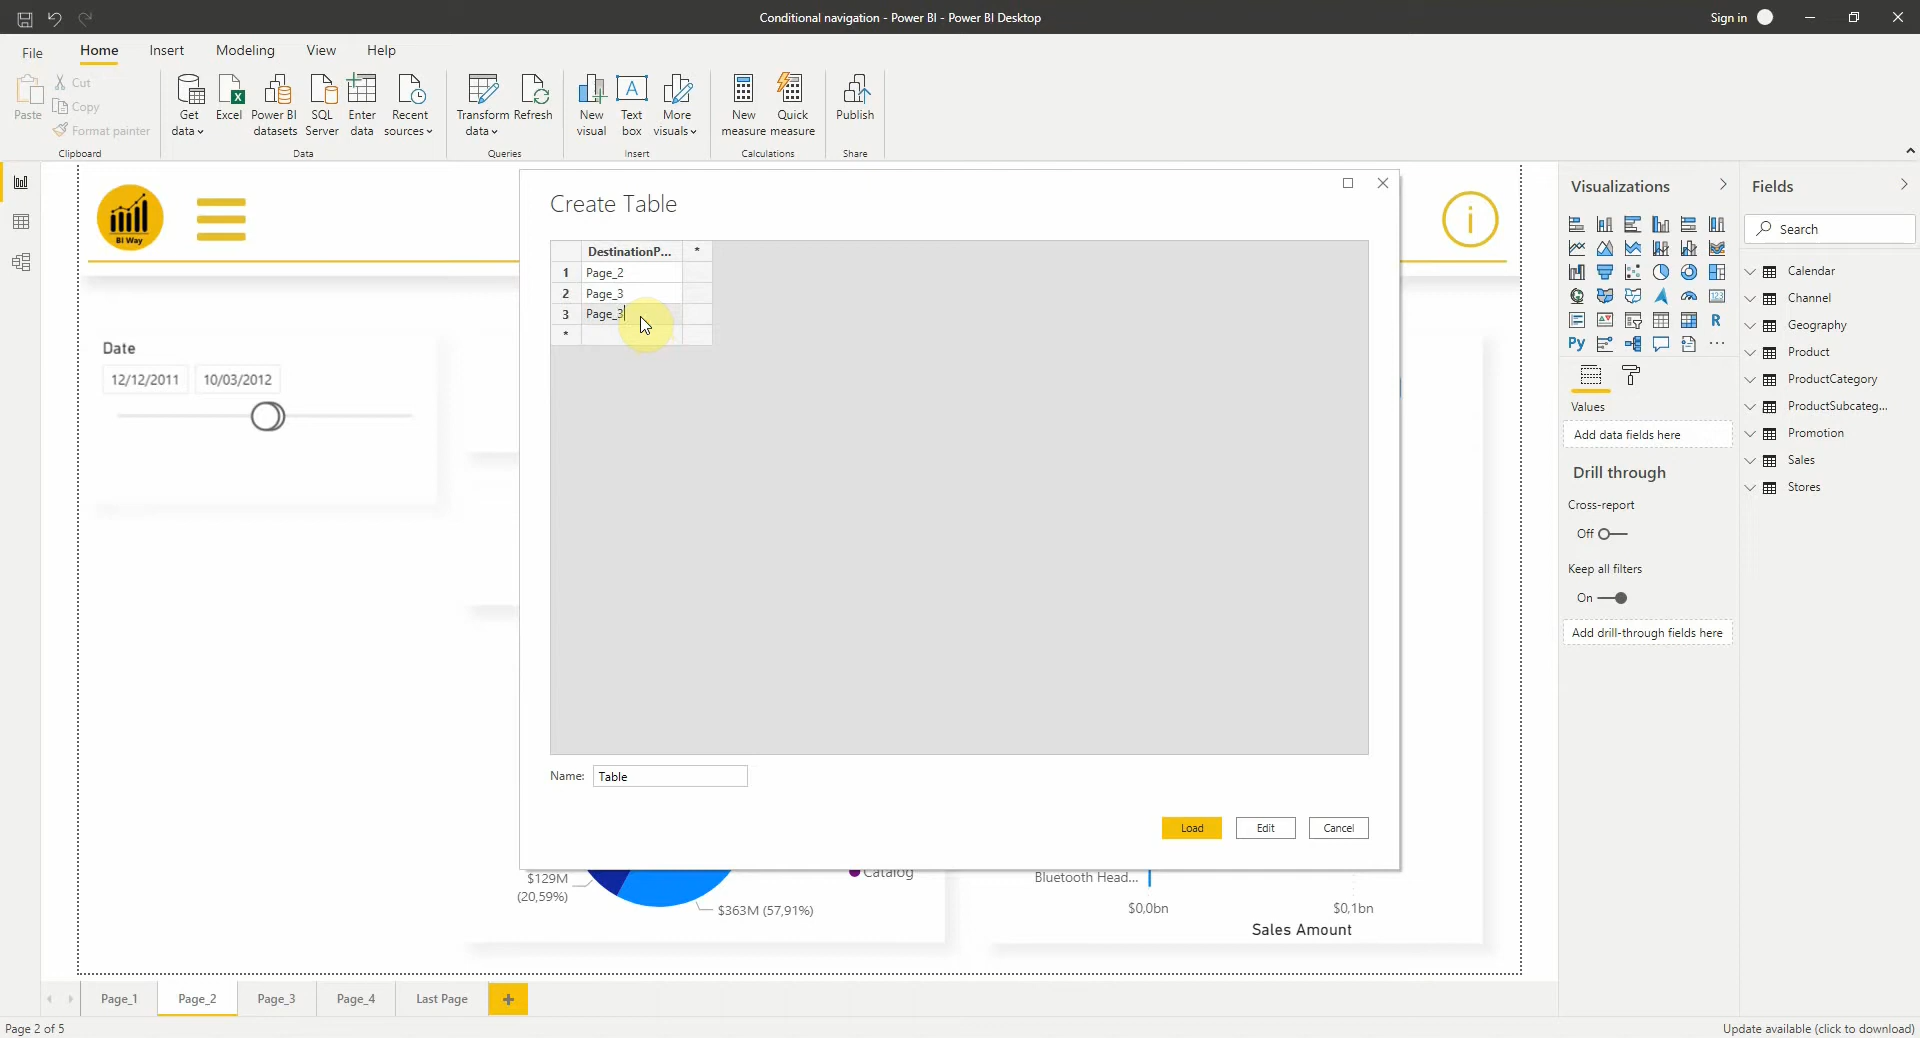 Conditional navigation - Power BI - Power BI Desktop
Sign in
File
Home
Insert
Modeling
View
Help
Paste
Cut
Copy
Format painter
Clipboard
Get data
Excel
Power BI datasets
SQL Server
Enter data
Recent sources
Data
Transform data
Refresh
Queries
New visual
Text box
More visuals
Insert
New measure
Quick measure
Calculations
Publish
Share
BI Way
Date
12/12/2011
10/03/2012
Create Table
DestinationP...
*
1 Page_2
2 Page_3
3 Page_3
*
Name: Table
Load
Edit
Cancel
$129M
(20,59%)
$363M (57,91%)
Catalog
Bluetooth Head...
$0,0bn
$0,1bn
Sales Amount
Visualizations
R
Py
Values
Add data fields here
Drill through
Cross-report
Off
Keep all filters
On
Add drill-through fields here
Fields
Search
Calendar
Channel
Geography
Product
ProductCategory
ProductSubcateg...
Promotion
Sales
Stores
Page_1
Page_2
Page_3
Page_4
Last Page
Page 2 of 5
Update available (click to download)